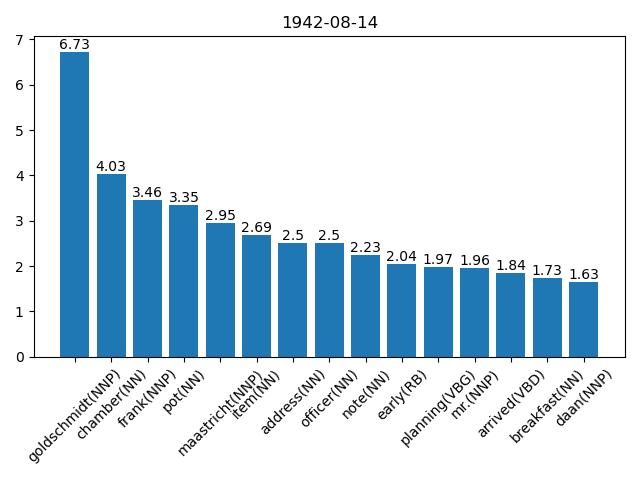 1942-08-14
7
6
5
4
3
2
1
0
6.73
4.03
3.46
3.35
2.95
2.69
2.5
2.5
2.23
2.04
1.97
1.96
1.84
1.73
1.63
goldschmidt(NNP)
chamber(NN)
frank(NNP)
pot(NN)
maastricht(NNP)
item(NN)
address(NN)
officer(NN)
note(NN)
early(RB)
planning(VBG)
mr.(NNP)
arrived(VBD)
breakfast(NN)
daan(NNP)